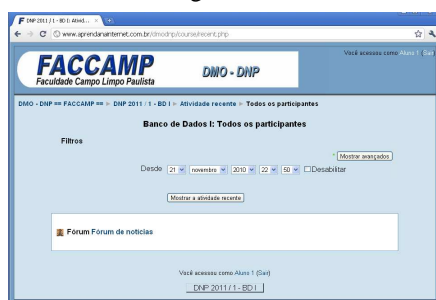 DNP 2011 / 1 - BD I: Ativid...
www.aprendanainternet.com.br/dmodnp/course/recent.php
Você acessou como Aluno 1 (Sair)
FACCAMP
Faculdade Campo Limpo Paulista
DMO - DNP
DMO - DNP == FACCAMP == ► DNP 2011 / 1 - BD I ► Atividade recente ► Todos os participantes
Banco de Dados I: Todos os participantes
Filtros
* Mostrar avançados
Desde 21 novembro 2010 22 50 Desabilitar
Mostrar a atividade recente
Fórum Fórum de notícias
Você acessou como Aluno 1 (Sair)
DNP 2011 / 1 - BD I